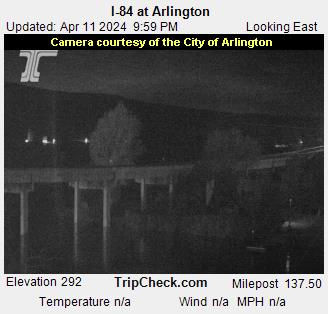 I-84 at Arlington
Updated: Apr 11 2024 9:59 PM Looking East
Camera courtesy of the City of Arlington
Elevation 292 TripCheck.com Milepost 137.50
Temperature n/a Wind n/a MPH n/a